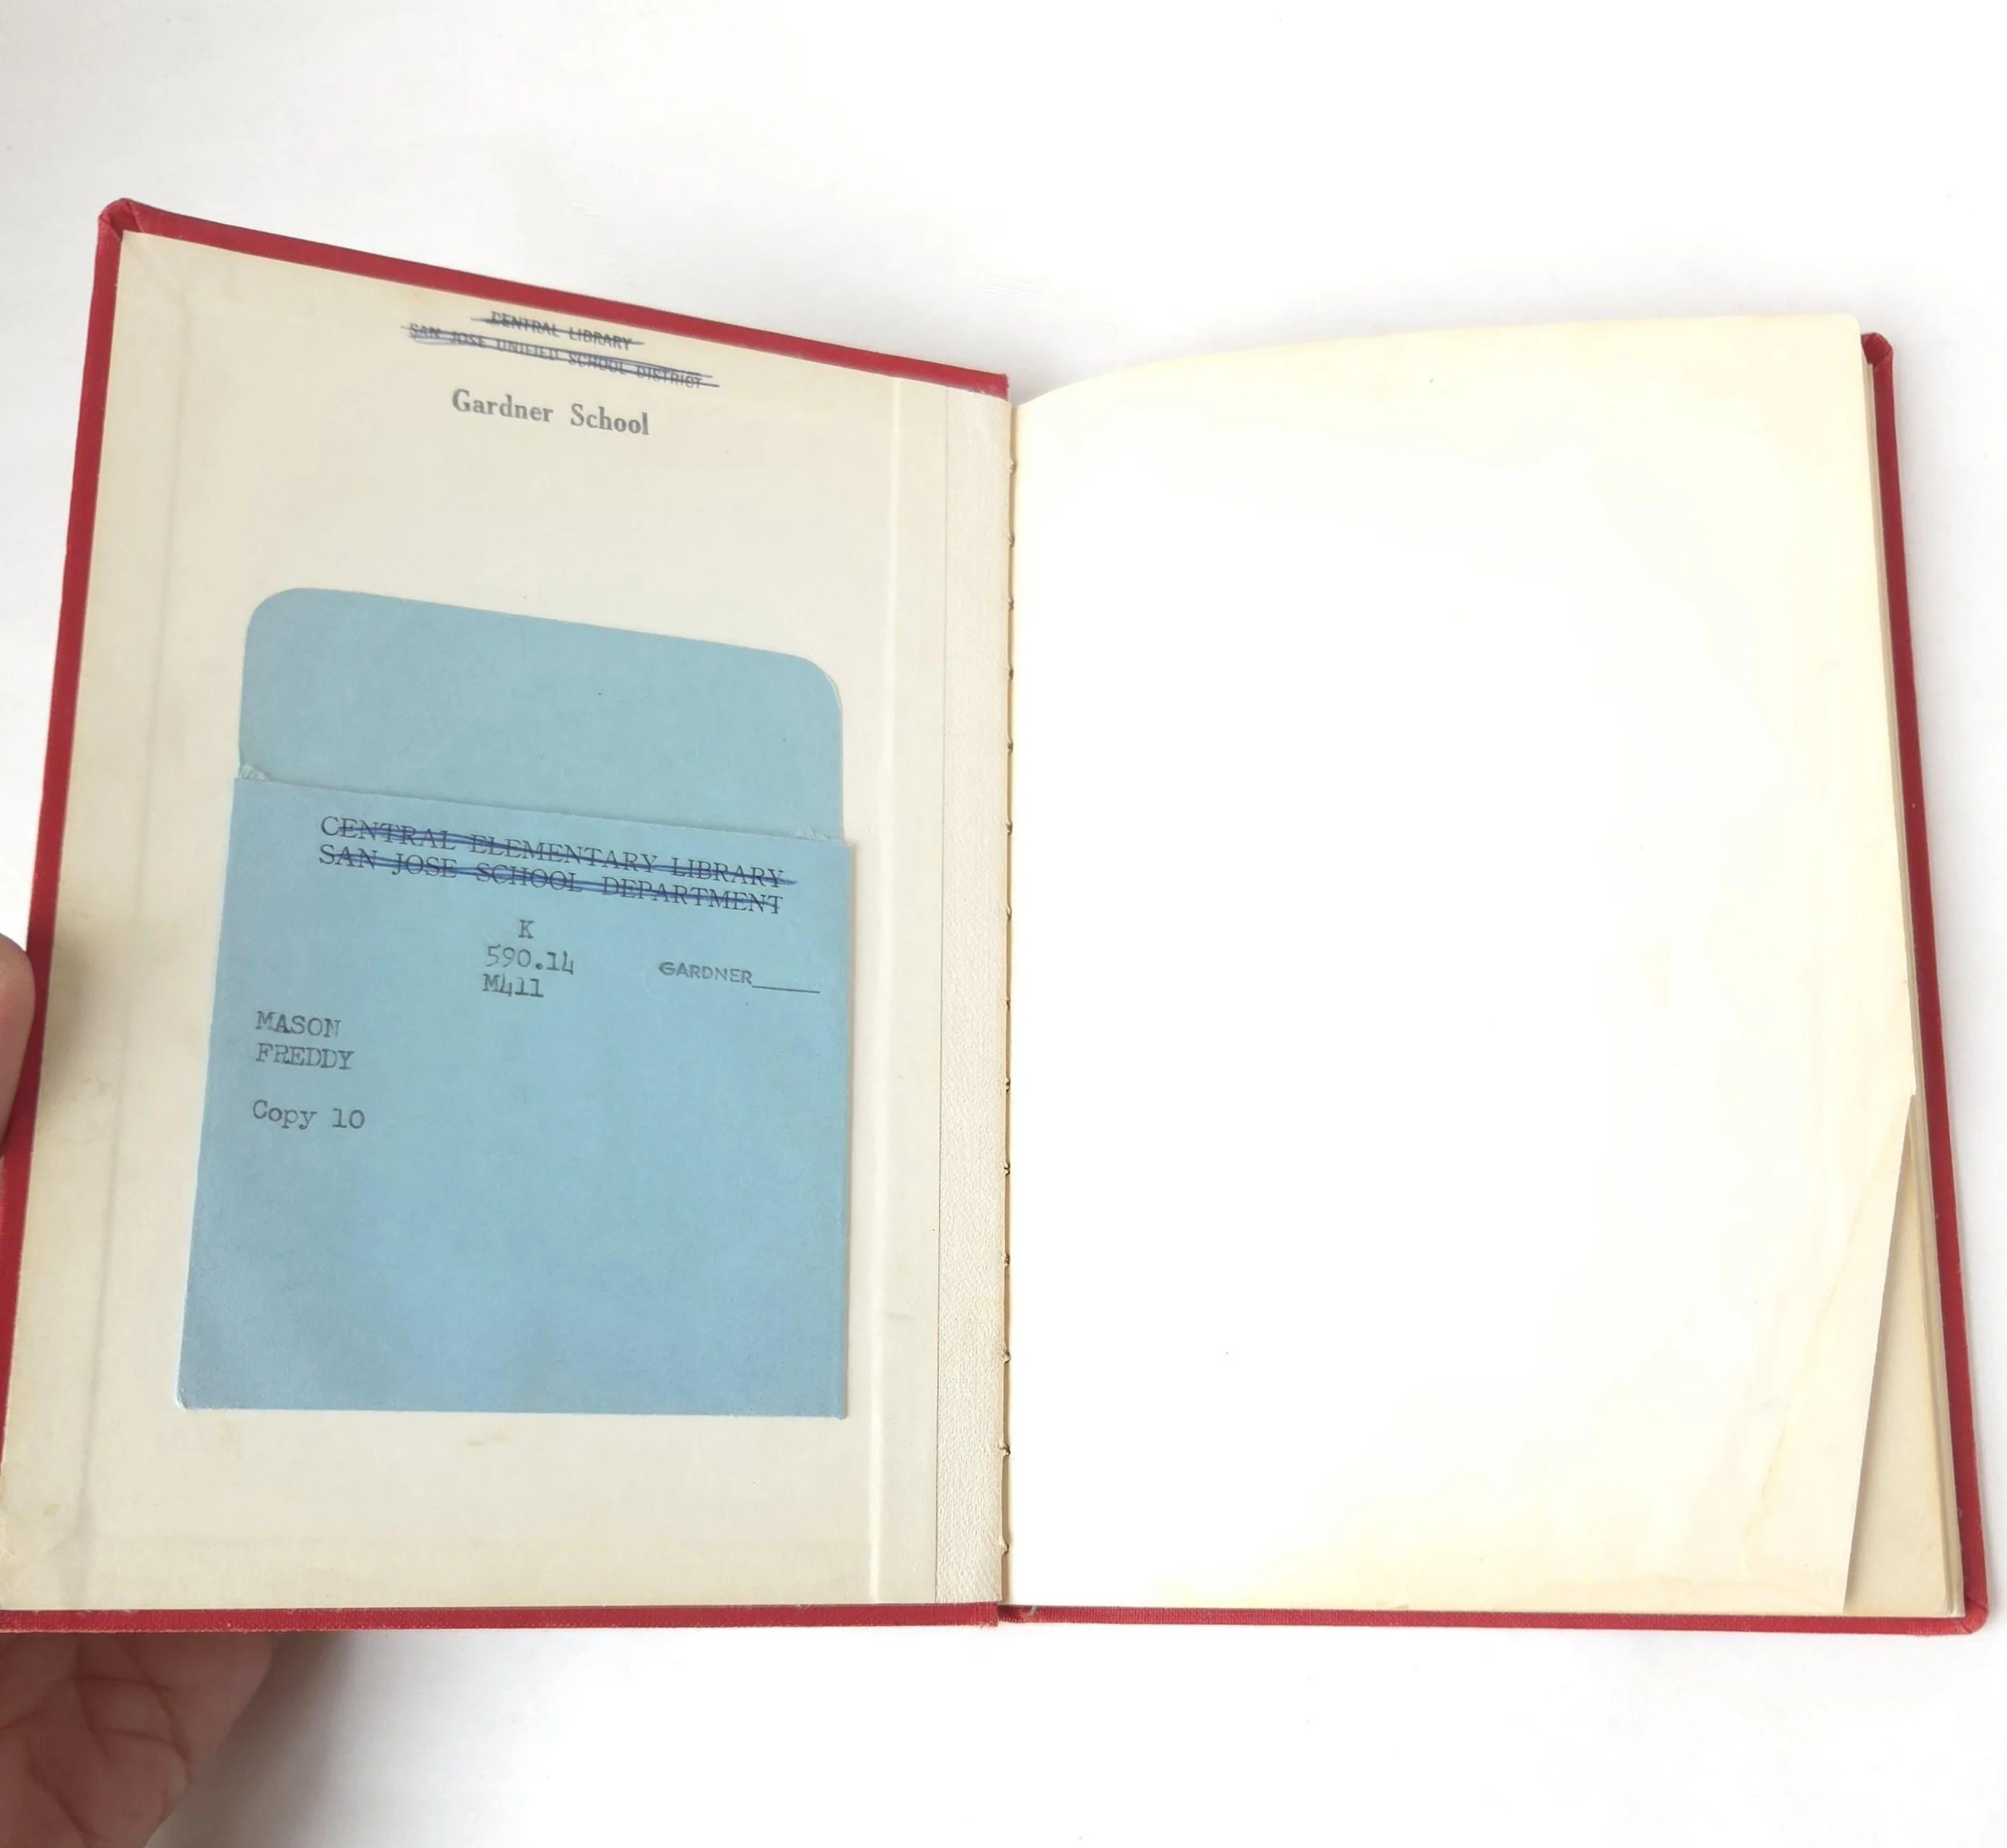 CENTRAL LIBRARY
SAN JOSE UNIFIED SCHOOL DISTRICT
Gardner School
CENTRAL ELEMENTARY LIBRARY
SAN JOSE SCHOOL DEPARTMENT
K
590.14
GARDNER_____
M411
MASON
FREDDY
Copy 10